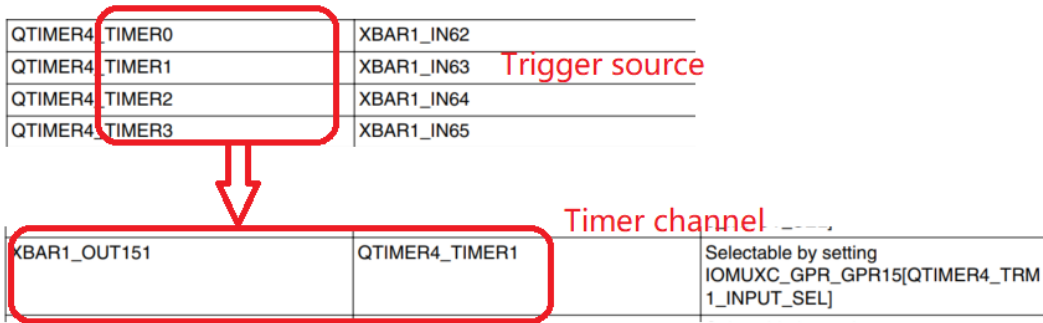 QTIMER4_TIMER0 XBAR1_IN62
QTIMER4_TIMER1 XBAR1_IN63 Trigger source
QTIMER4_TIMER2 XBAR1_IN64
QTIMER4_TIMER3 XBAR1_IN65
Timer channel
XBAR1_OUT151 QTIMER4_TIMER1 Selectable by setting
IOMUXC_GPR_GPR15[QTIMER4_TRM
1_INPUT_SEL]